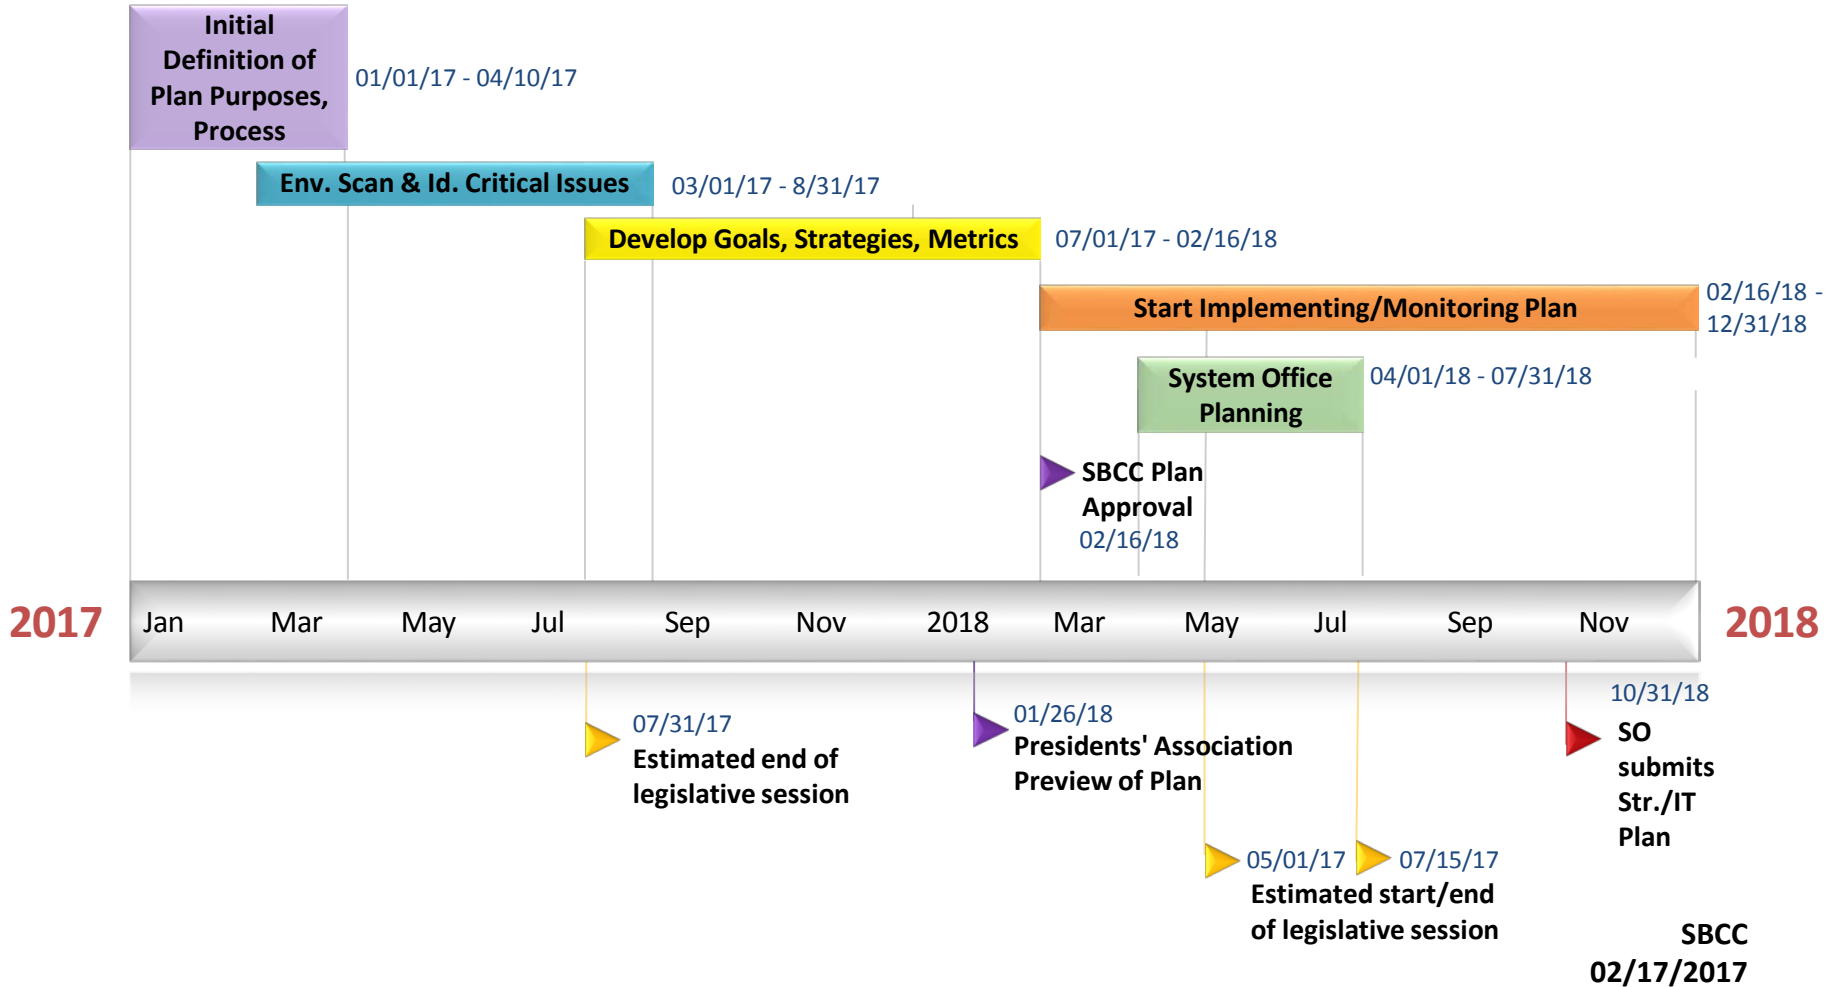 Initial
Definition of
Plan Purposes,
Process
01/01/17 - 04/10/17
Env. Scan & Id. Critical Issues
03/01/17 - 8/31/17
Develop Goals, Strategies, Metrics
07/01/17 - 02/16/18
Start Implementing/Monitoring Plan
02/16/18 -
12/31/18
System Office
Planning
04/01/18 - 07/31/18
SBCC Plan
Approval
02/16/18
2017
Jan Mar May Jul Sep Nov 2018 Mar May Jul Sep Nov
2018
07/31/17
Estimated end of
legislative session
01/26/18
Presidents' Association
Preview of Plan
10/31/18
SO
submits
Str./IT
Plan
05/01/17 07/15/17
Estimated start/end
of legislative session
SBCC
02/17/2017